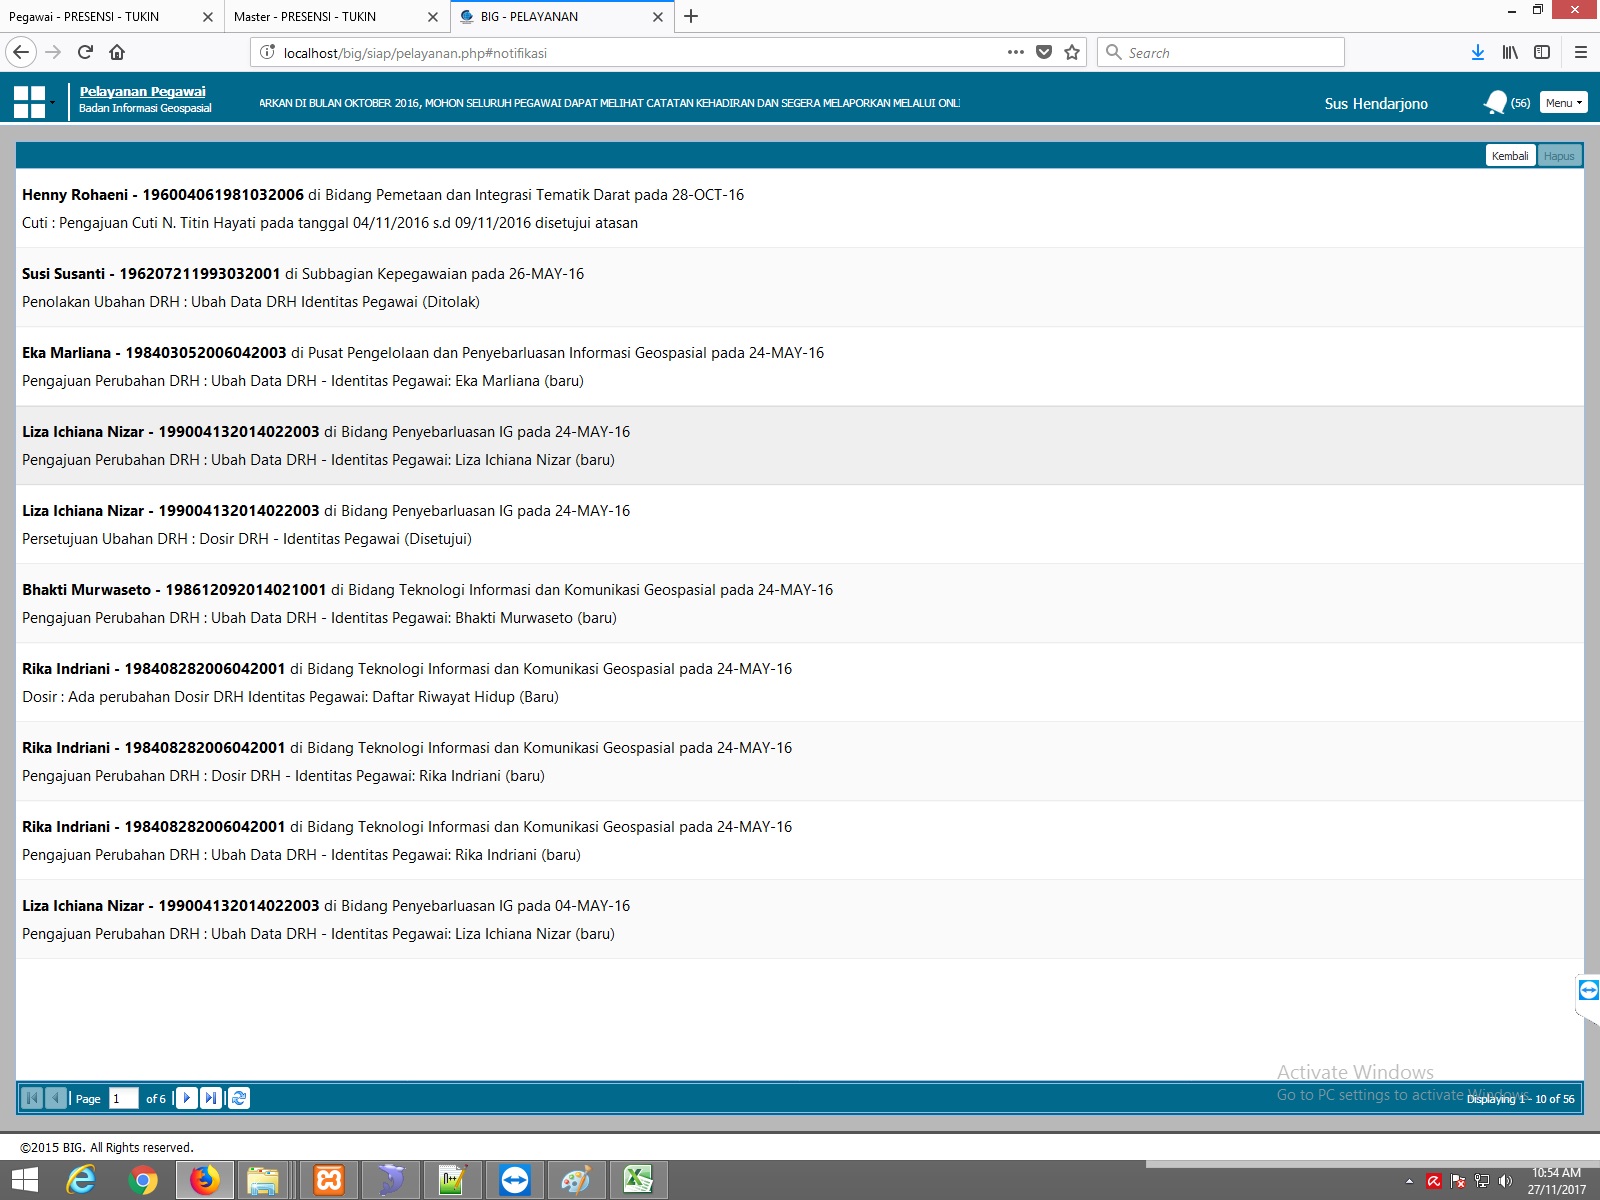 Pegawai - PRESENSI - TUKIN
Master - PRESENSI - TUKIN
BIG - PELAYANAN
localhost/big/siap/pelayanan.php#notifikasi
Search
Pelayanan Pegawai
Badan Informasi Geospasial
ARKAN DI BULAN OKTOBER 2016, MOHON SELURUH PEGAWAI DAPAT MELIHAT CATATAN KEHADIRAN DAN SEGERA MELAPORKAN MELALUI ONLI
Sus Hendarjono
(56)
Menu
Kembali
Hapus
Henny Rohaeni - 196004061981032006 di Bidang Pemetaan dan Integrasi Tematik Darat pada 28-OCT-16
Cuti : Pengajuan Cuti N. Titin Hayati pada tanggal 04/11/2016 s.d 09/11/2016 disetujui atasan
Susi Susanti - 196207211993032001 di Subbagian Kepegawaian pada 26-MAY-16
Penolakan Ubahan DRH : Ubah Data DRH Identitas Pegawai (Ditolak)
Eka Marliana - 198403052006042003 di Pusat Pengelolaan dan Penyebarluasan Informasi Geospasial pada 24-MAY-16
Pengajuan Perubahan DRH : Ubah Data DRH - Identitas Pegawai: Eka Marliana (baru)
Liza Ichiana Nizar - 199004132014022003 di Bidang Penyebarluasan IG pada 24-MAY-16
Pengajuan Perubahan DRH : Ubah Data DRH - Identitas Pegawai: Liza Ichiana Nizar (baru)
Liza Ichiana Nizar - 199004132014022003 di Bidang Penyebarluasan IG pada 24-MAY-16
Persetujuan Ubahan DRH : Dosir DRH - Identitas Pegawai (Disetujui)
Bhakti Murwaseto - 198612092014021001 di Bidang Teknologi Informasi dan Komunikasi Geospasial pada 24-MAY-16
Pengajuan Perubahan DRH : Ubah Data DRH - Identitas Pegawai: Bhakti Murwaseto (baru)
Rika Indriani - 198408282006042001 di Bidang Teknologi Informasi dan Komunikasi Geospasial pada 24-MAY-16
Dosir : Ada perubahan Dosir DRH Identitas Pegawai: Daftar Riwayat Hidup (Baru)
Rika Indriani - 198408282006042001 di Bidang Teknologi Informasi dan Komunikasi Geospasial pada 24-MAY-16
Pengajuan Perubahan DRH : Dosir DRH - Identitas Pegawai: Rika Indriani (baru)
Rika Indriani - 198408282006042001 di Bidang Teknologi Informasi dan Komunikasi Geospasial pada 24-MAY-16
Pengajuan Perubahan DRH : Ubah Data DRH - Identitas Pegawai: Rika Indriani (baru)
Liza Ichiana Nizar - 199004132014022003 di Bidang Penyebarluasan IG pada 04-MAY-16
Pengajuan Perubahan DRH : Ubah Data DRH - Identitas Pegawai: Liza Ichiana Nizar (baru)
Activate Windows
Go to PC settings to activate Windows.
Page 1 of 6
Displaying 1 - 10 of 56
©2015 BIG. All Rights reserved.
10:54 AM
27/11/2017